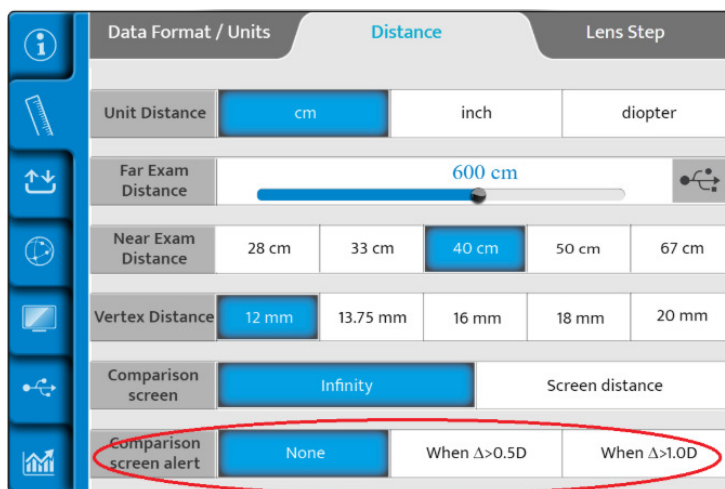 Data Format / Units Distance Lens Step
Unit Distance cm inch diopter
Far Exam
Distance
600 cm
Near Exam
Distance
28 cm 33 cm 40 cm 50 cm 67 cm
Vertex Distance 12 mm 13.75 mm 16 mm 18 mm 20 mm
Comparison
screen
Infinity Screen distance
Comparison
screen alert
None When Δ>0.5D When Δ>1.0D